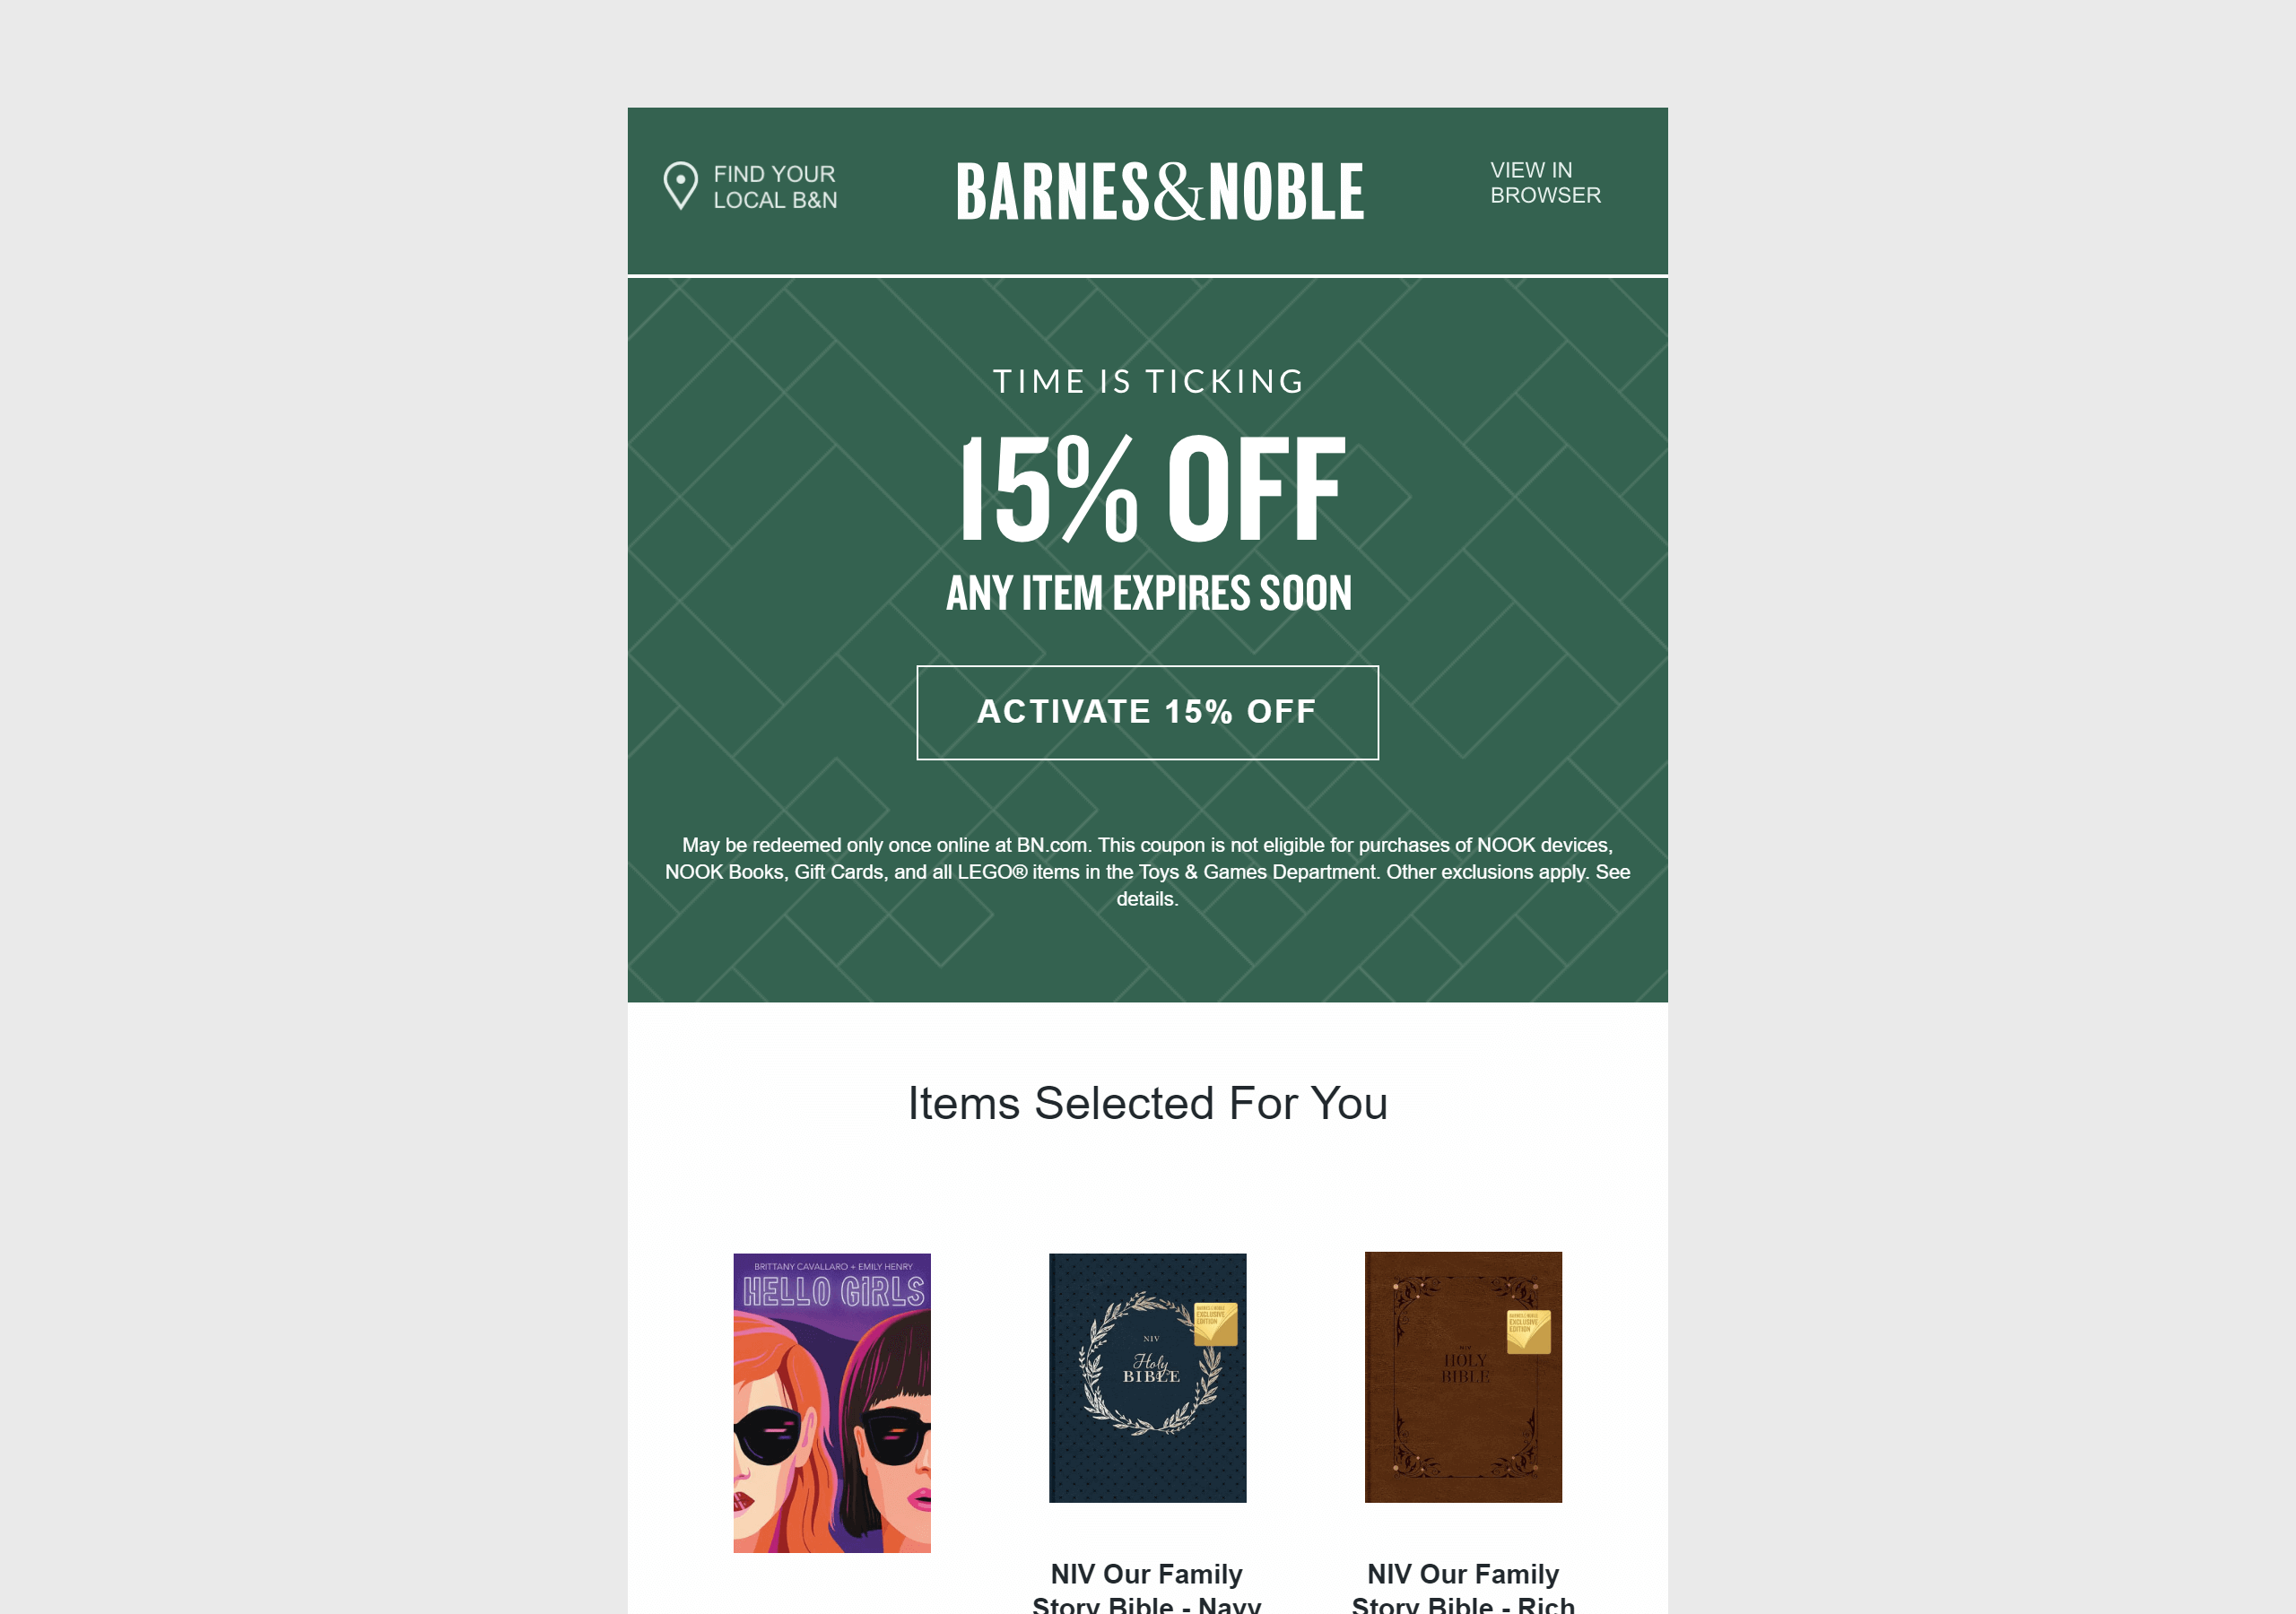 FIND YOUR
LOCAL B&N
BARNES&NOBLE
VIEW IN
BROWSER
TIME IS TICKING
15% OFF
ANY ITEM EXPIRES SOON
ACTIVATE 15% OFF
May be redeemed only once online at BN.com. This coupon is not eligible for purchases of NOOK devices,
NOOK Books, Gift Cards, and all LEGO® items in the Toys & Games Department. Other exclusions apply. See
details.
Items Selected For You
BRITTANY CAVALLARO + EMILY HENRY
HELLO GIRLS
NIV
Holy
BIBLE
BARNES & NOBLE
EXCLUSIVE
EDITION
NIV
HOLY
BIBLE
BARNES & NOBLE
EXCLUSIVE
EDITION
NIV Our Family
Story Bible - Navy
NIV Our Family
Story Bible - Rich